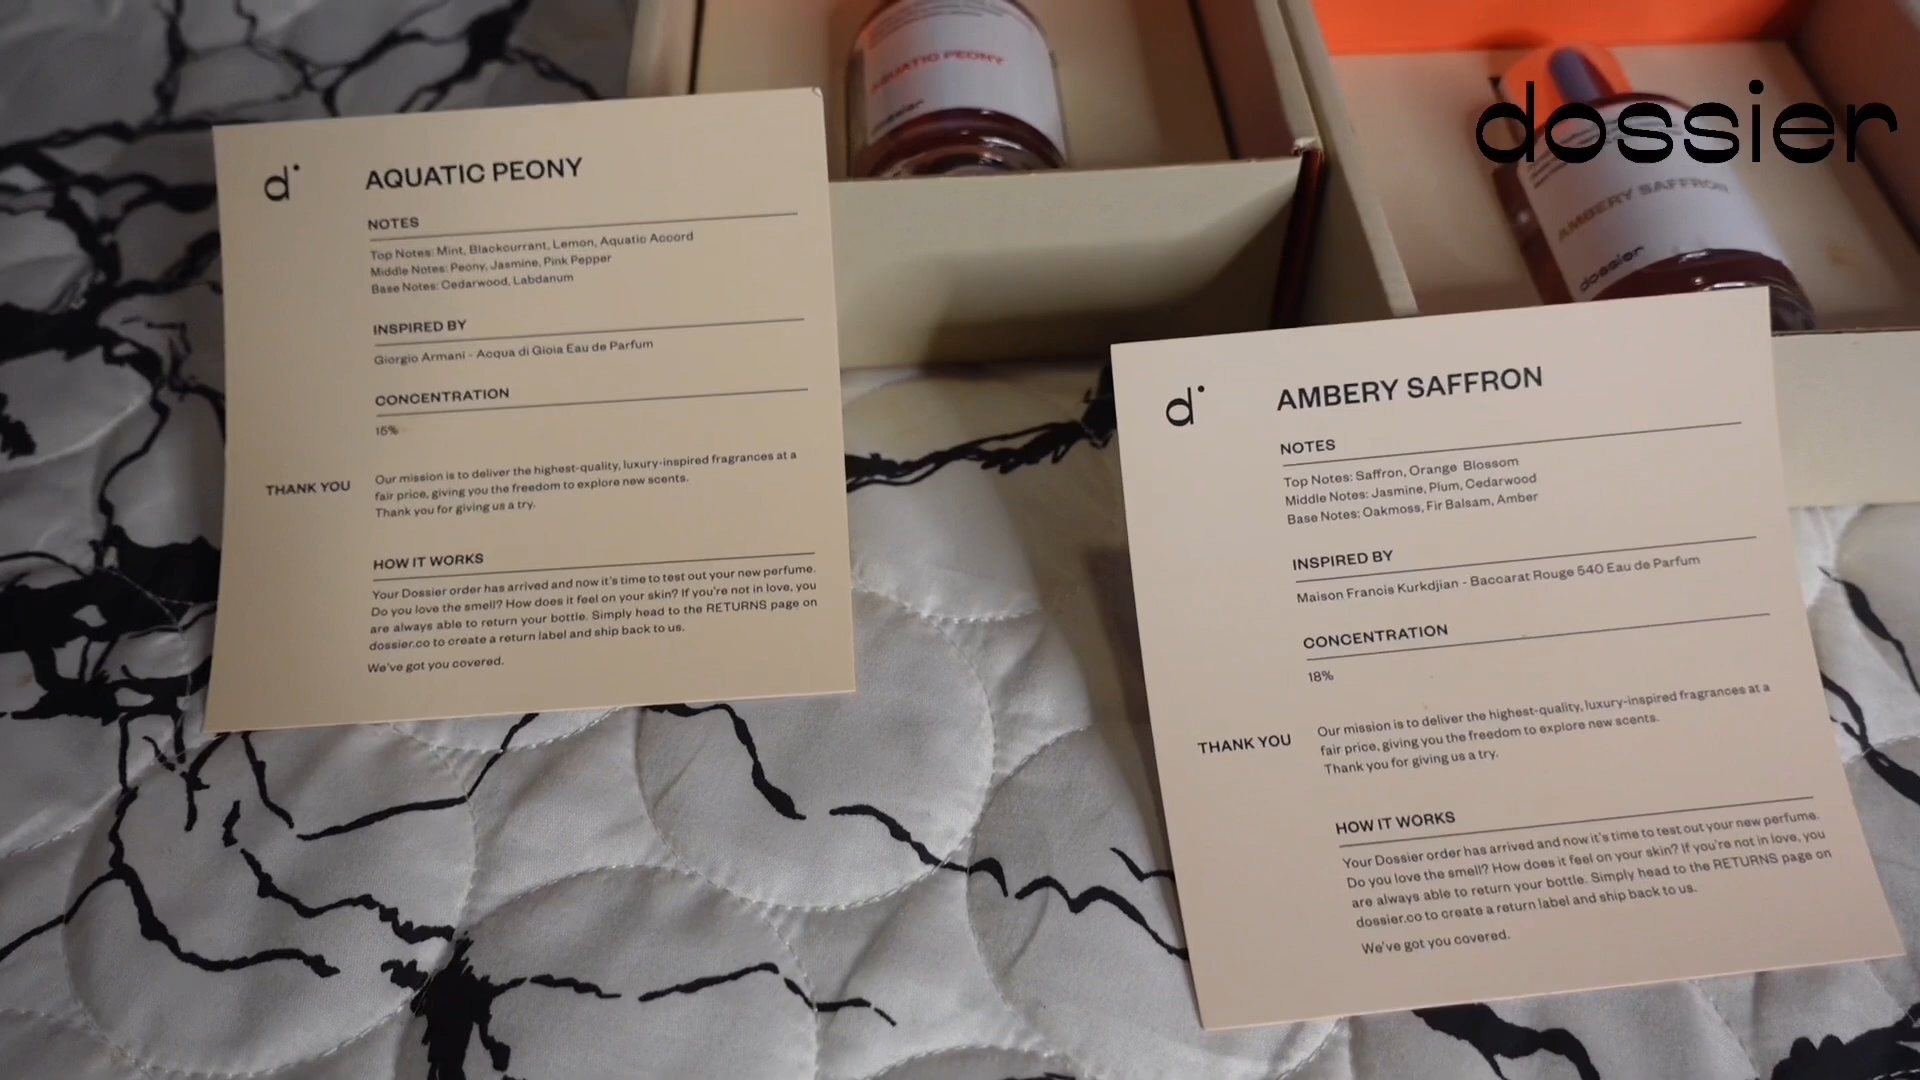 AQUATIC PEONY
dossier
dossier
AMBERY SAFFRON
dossier
d
AQUATIC PEONY
NOTES
Top Notes: Mint, Blackcurrant, Lemon, Aquatic Accord
Middle Notes: Peony, Jasmine, Pink Pepper
Base Notes: Cedarwood, Labdanum
INSPIRED BY
Giorgio Armani - Acqua di Gioia Eau de Parfum
CONCENTRATION
15%
THANK YOU
Our mission is to deliver the highest-quality, luxury-inspired fragrances at a
fair price, giving you the freedom to explore new scents.
Thank you for giving us a try.
HOW IT WORKS
Your Dossier order has arrived and now it's time to test out your new perfume.
Do you love the smell? How does it feel on your skin? If you're not in love, you
are always able to return your bottle. Simply head to the RETURNS page on
dossier.co to create a return label and ship back to us.
We've got you covered.
d
AMBERY SAFFRON
NOTES
Top Notes: Saffron, Orange Blossom
Middle Notes: Jasmine, Plum, Cedarwood
Base Notes: Oakmoss, Fir Balsam, Amber
INSPIRED BY
Maison Francis Kurkdjian - Baccarat Rouge 540 Eau de Parfum
CONCENTRATION
18%
THANK YOU
Our mission is to deliver the highest-quality, luxury-inspired fragrances at a
fair price, giving you the freedom to explore new scents.
Thank you for giving us a try.
HOW IT WORKS
Your Dossier order has arrived and now it's time to test out your new perfume.
Do you love the smell? How does it feel on your skin? If you're not in love, you
are always able to return your bottle. Simply head to the RETURNS page on
dossier.co to create a return label and ship back to us.
We've got you covered.